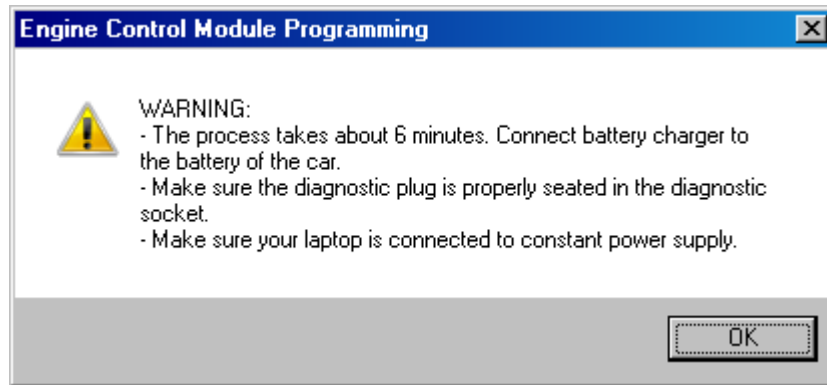 Engine Control Module Programming
WARNING:
- The process takes about 6 minutes. Connect battery charger to
the battery of the car.
- Make sure the diagnostic plug is properly seated in the diagnostic
socket.
- Make sure your laptop is connected to constant power supply.
OK